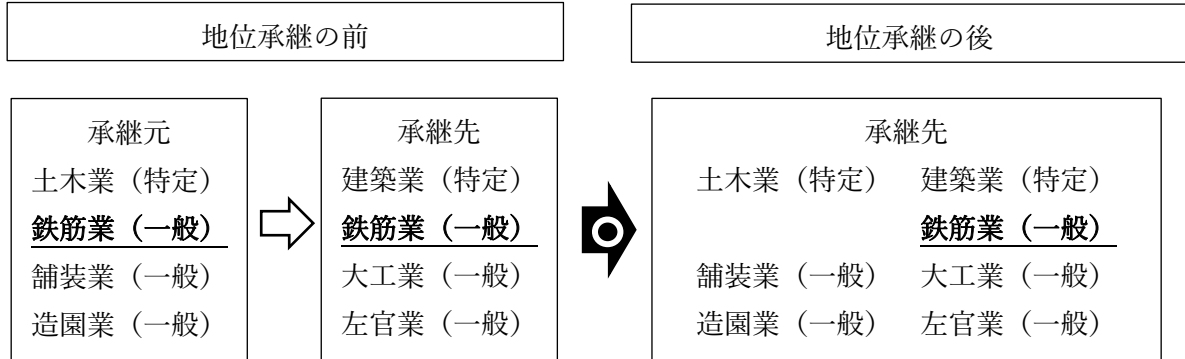 地位承継の前
地位承継の後
承継元
土木業（特定）
鉄筋業（一般）
舗装業（一般）
造園業（一般）
承継先
建築業（特定）
鉄筋業（一般）
大工業（一般）
左官業（一般）
承継先
土木業（特定） 建築業（特定）
鉄筋業（一般）
舗装業（一般） 大工業（一般）
造園業（一般） 左官業（一般）